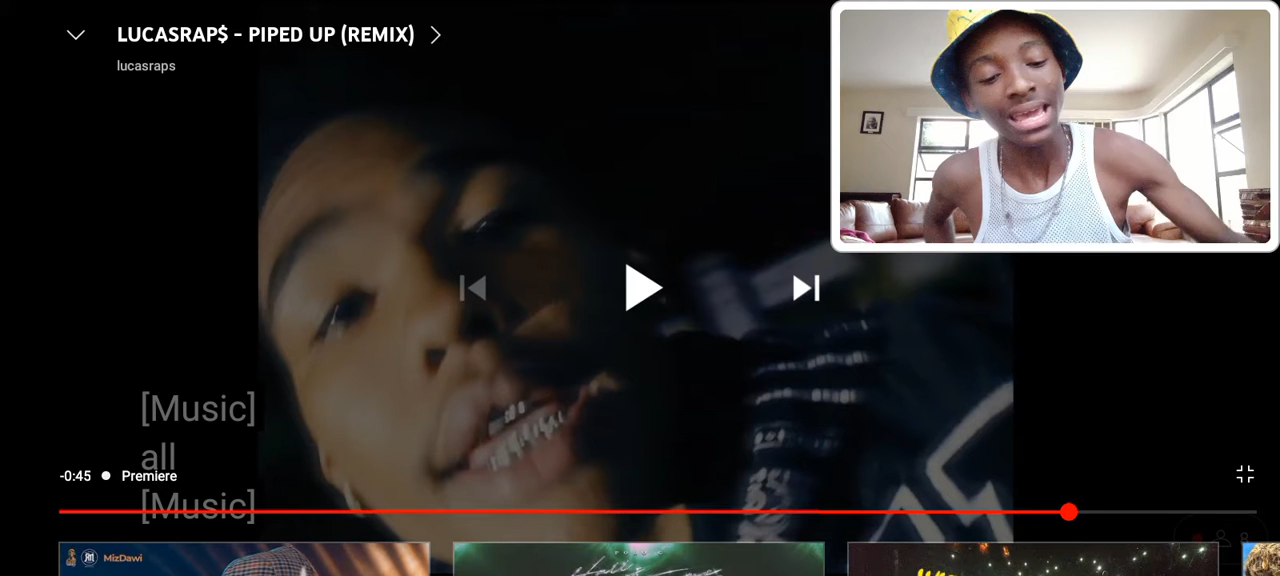 LUCASRAP$ - PIPED UP (REMIX)
lucasraps
[Music]
all
-0:45 ● Premiere
[Music]
MizDawi